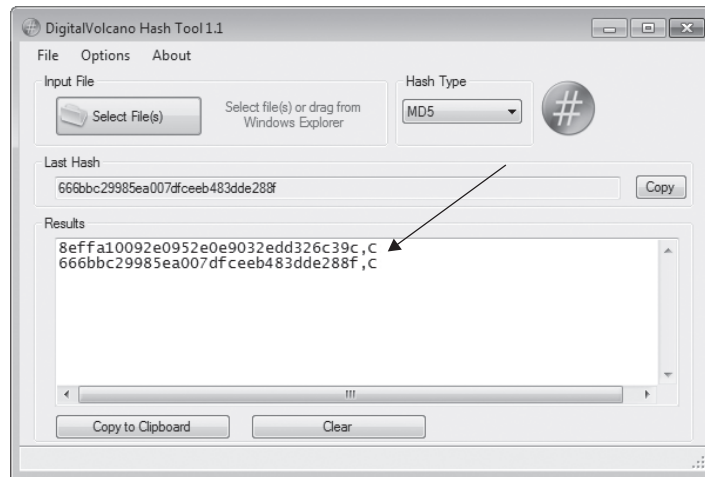 DigitalVolcano Hash Tool 1.1
File Options About
Input File
Select File(s)
Select file(s) or drag from
Windows Explorer
Hash Type
MD5
#
Last Hash
666bbc29985ea007dfceeb483dde288f
Copy
Results
8effa10092e0952e0e9032edd326c39c,C
666bbc29985ea007dfceeb483dde288f,C
Copy to Clipboard
Clear